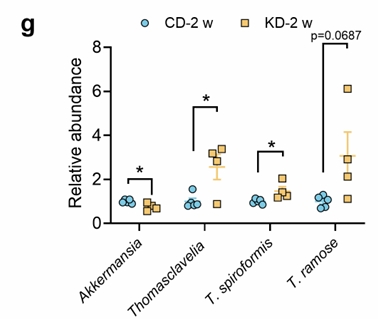 g
CD-2 w KD-2 w
p=0.0687
Relative abundance
8
6
4
2
0
*
*
*
Akkermansia
Thomasclavelia
T. spiroformis
T. ramose